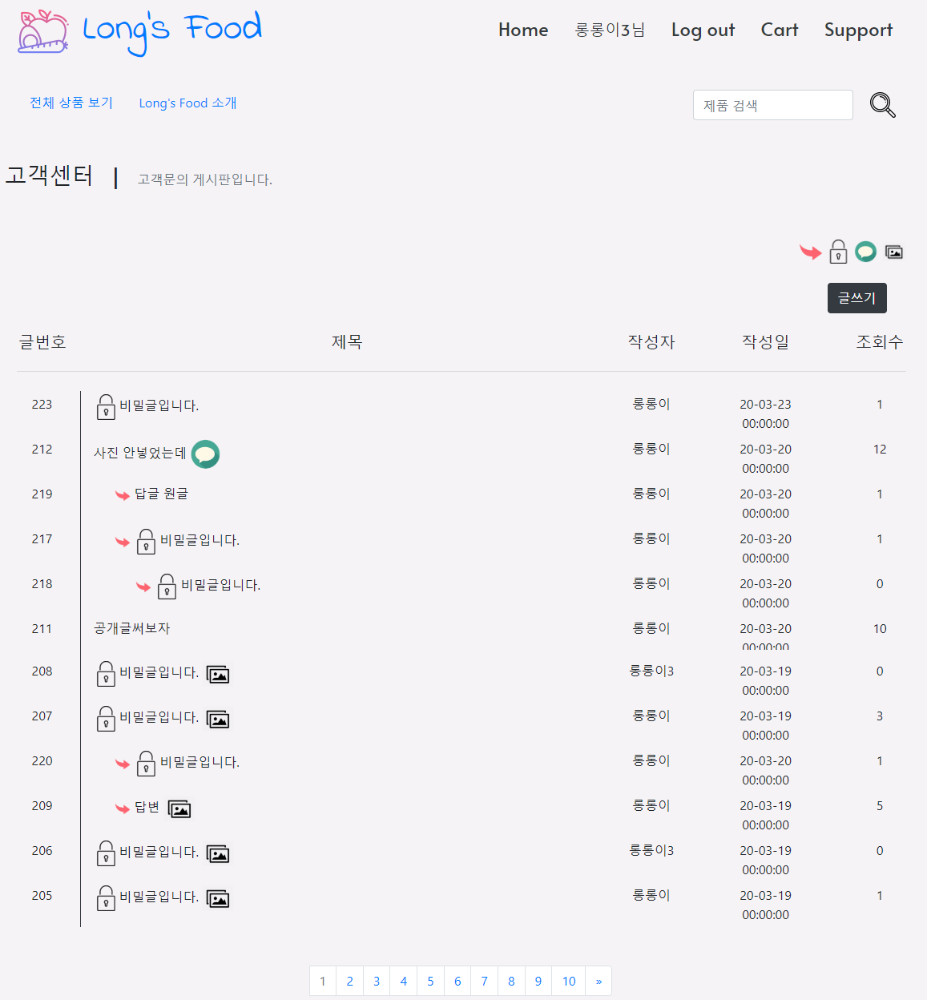 Long's Food
Home 롱롱이3님 Log out Cart Support
전체 상품 보기 Long's Food 소개 제품 검색
고객센터 | 고객문의 게시판입니다.
글쓰기
글번호 제목 작성자 작성일 조회수
223 비밀글입니다. 롱롱이 20-03-23 1
00:00:00
212 사진 안넣었는데 롱롱이 20-03-20 12
00:00:00
219 답글 원글 롱롱이 20-03-20 1
00:00:00
217 비밀글입니다. 롱롱이 20-03-20 1
00:00:00
218 비밀글입니다. 롱롱이 20-03-20 0
00:00:00
211 공개글써보자 롱롱이 20-03-20 10
00:00:00
208 비밀글입니다. 롱롱이3 20-03-19 0
00:00:00
207 비밀글입니다. 롱롱이 20-03-19 3
00:00:00
220 비밀글입니다. 롱롱이 20-03-20 1
00:00:00
209 답변 롱롱이 20-03-19 5
00:00:00
206 비밀글입니다. 롱롱이3 20-03-19 0
00:00:00
205 비밀글입니다. 롱롱이 20-03-19 1
00:00:00
1 2 3 4 5 6 7 8 9 10 »